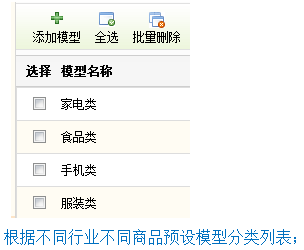 添加模型 全选 批量删除
选择 模型名称
家电类
食品类
手机类
服装类
根据不同行业不同商品预设模型分类列表；